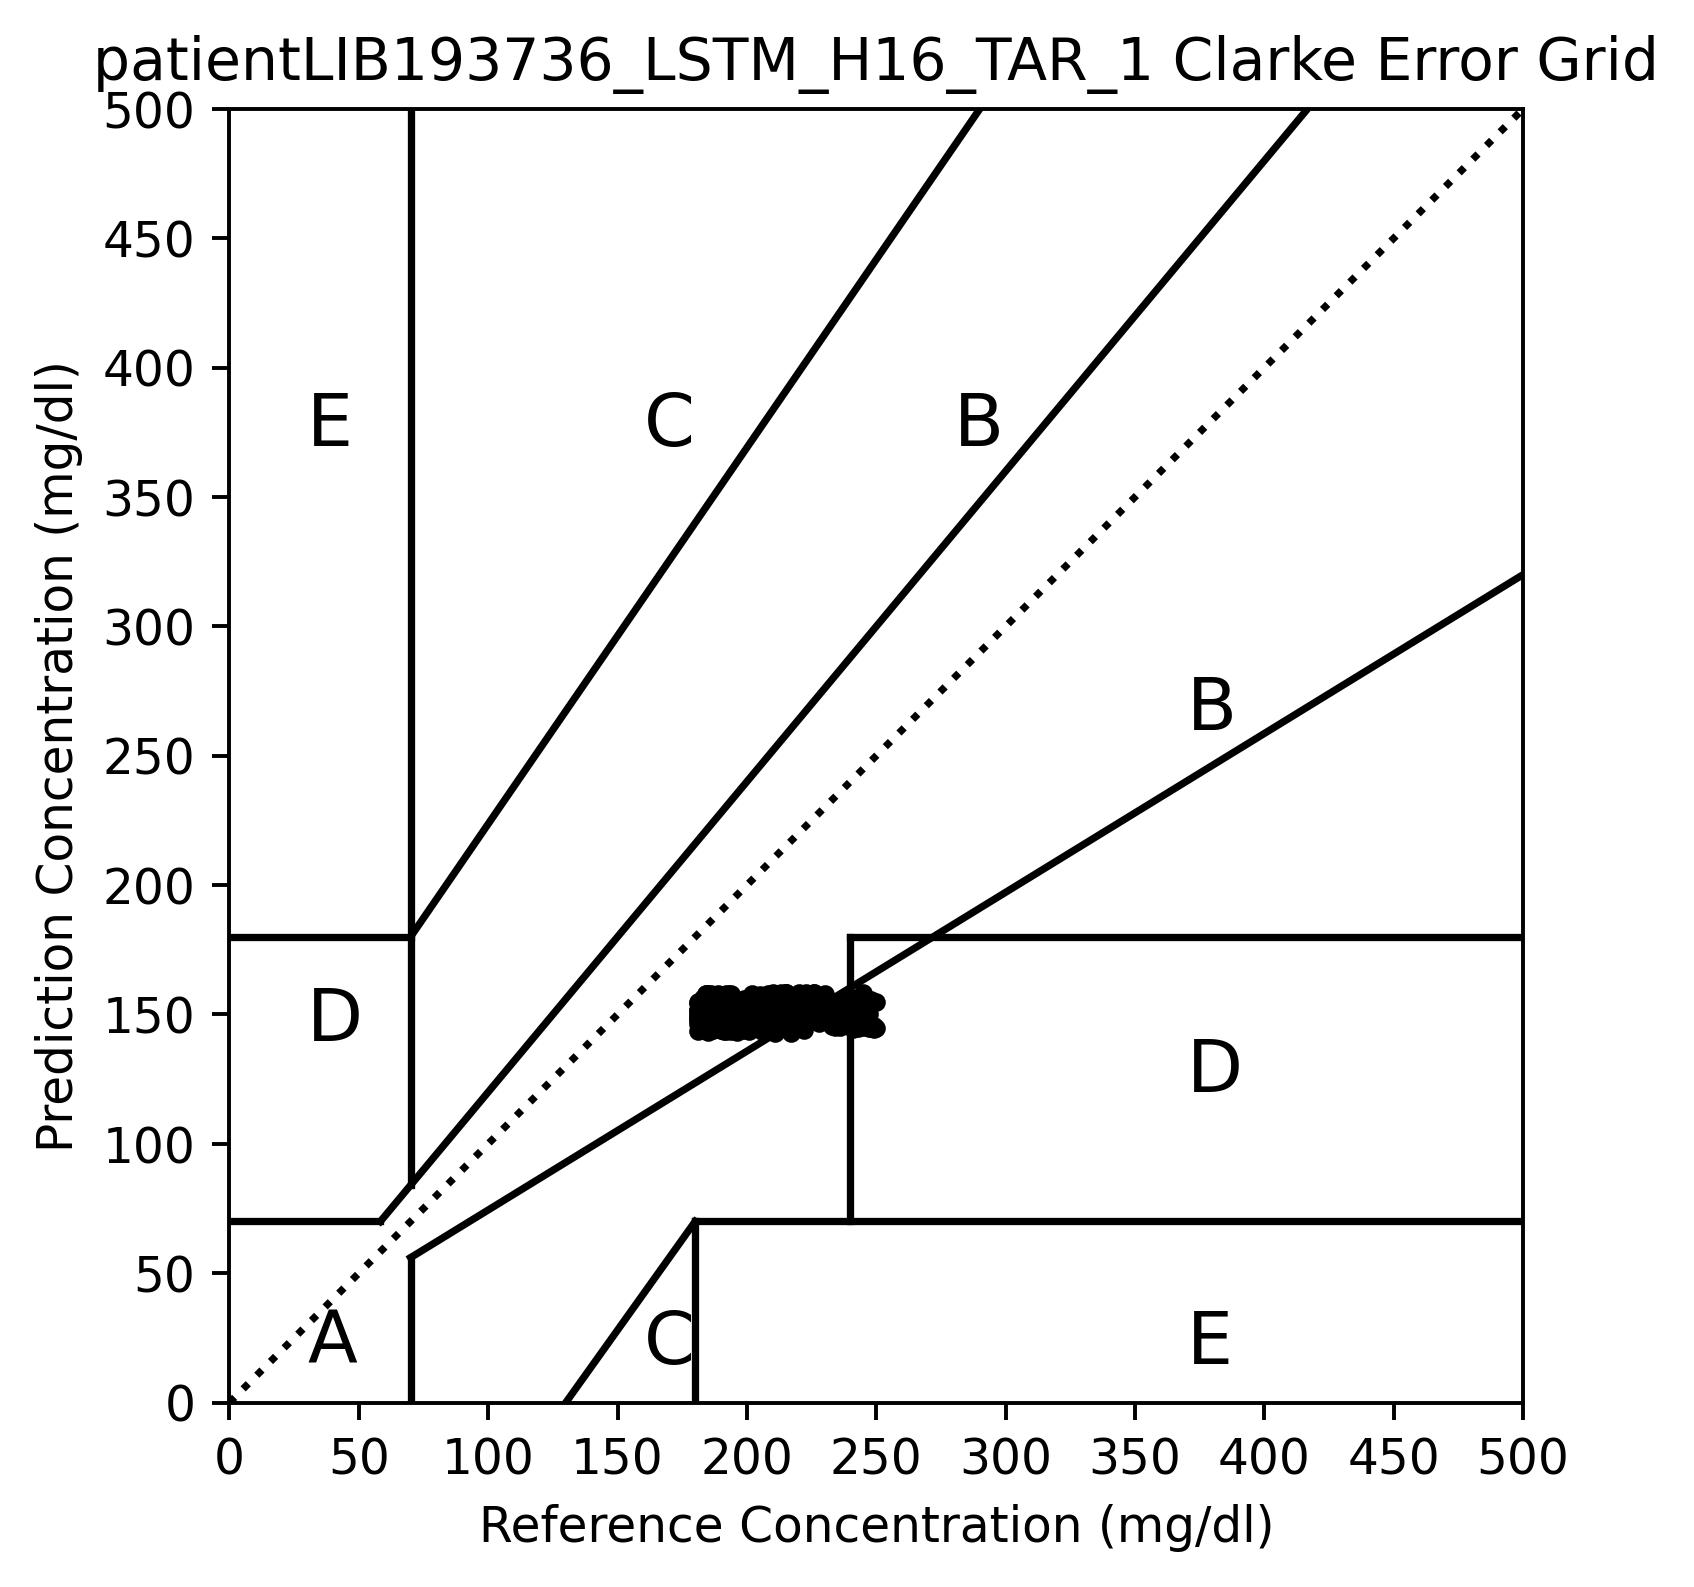 patientLIB193736_LSTM_H16_TAR_1 Clarke Error Grid
500
450
400
350
300
250
200
150
100
50
0
Prediction Concentration (mg/dl)
E
C
B
B
D
D
A
C
E
0 50 100 150 200 250 300 350 400 450 500
Reference Concentration (mg/dl)